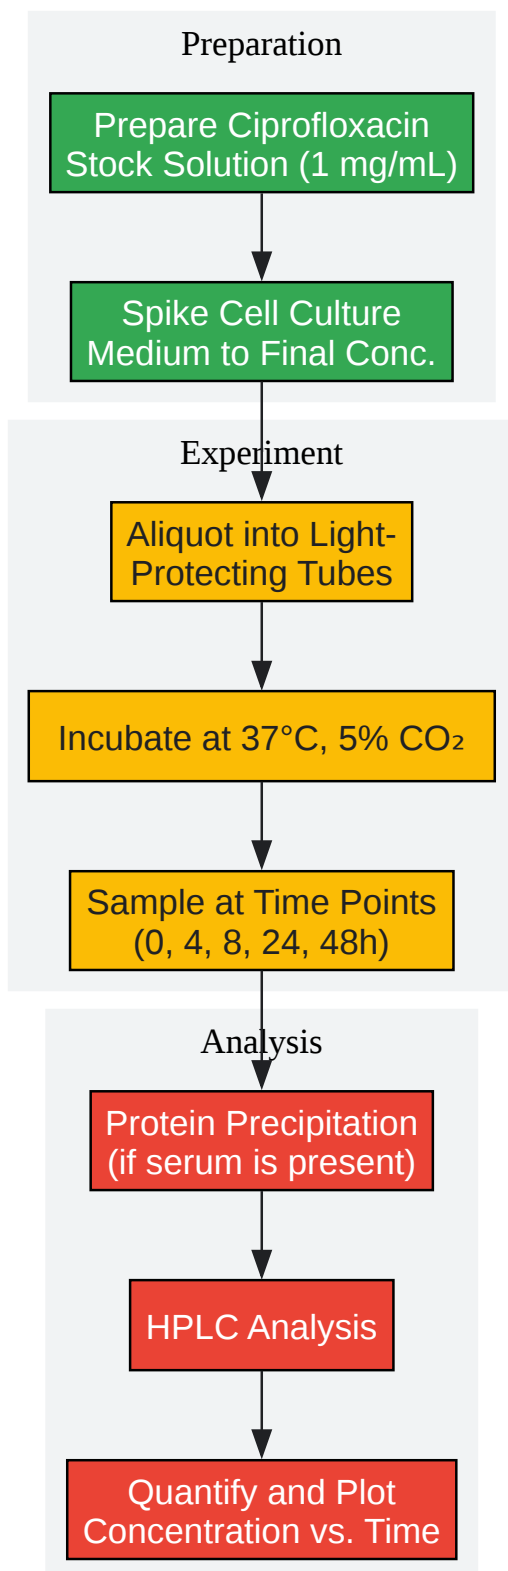 Preparation
Prepare Ciprofloxacin
Stock Solution (1 mg/mL)
Spike Cell Culture
Medium to Final Conc.
Experiment
Aliquot into Light-
Protecting Tubes
Incubate at 37°C, 5% CO₂
Sample at Time Points
(0, 4, 8, 24, 48h)
Analysis
Protein Precipitation
(if serum is present)
HPLC Analysis
Quantify and Plot
Concentration vs. Time